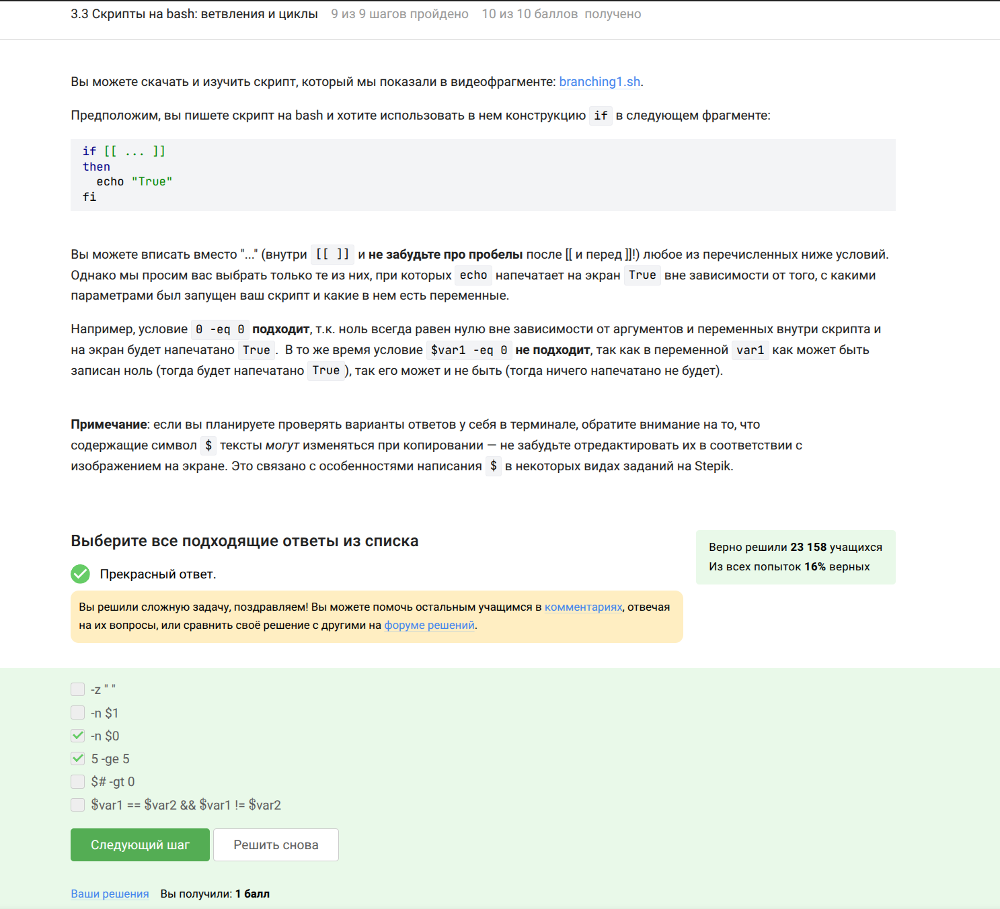 3.3 Скрипты на bash: ветвления и циклы 9 из 9 шагов пройдено 10 из 10 баллов получено
Вы можете скачать и изучить скрипт, который мы показали в видеофрагменте: branching1.sh.
Предположим, вы пишете скрипт на bash и хотите использовать в нем конструкцию if в следующем фрагменте:
if [[ ... ]]
then
  echo "True"
fi
Вы можете вписать вместо "..." (внутри [[ ]] и не забудьте про пробелы после [[ и перед ]]!) любое из перечисленных ниже условий.
Однако мы просим вас выбрать только те из них, при которых echo напечатает на экран True вне зависимости от того, с какими
параметрами был запущен ваш скрипт и какие в нем есть переменные.
Например, условие 0 -eq 0 подходит, т.к. ноль всегда равен нулю вне зависимости от аргументов и переменных внутри скрипта и
на экран будет напечатано True . В то же время условие $var1 -eq 0 не подходит, так как в переменной var1 как может быть
записан ноль (тогда будет напечатано True ), так его может и не быть (тогда ничего напечатано не будет).
Примечание: если вы планируете проверять варианты ответов у себя в терминале, обратите внимание на то, что
содержащие символ $ тексты могут изменяться при копировании — не забудьте отредактировать их в соответствии с
изображением на экране. Это связано с особенностями написания $ в некоторых видах заданий на Stepik.
Выберите все подходящие ответы из списка
Верно решили 23 158 учащихся
Из всех попыток 16% верных
Прекрасный ответ.
Вы решили сложную задачу, поздравляем! Вы можете помочь остальным учащимся в комментариях, отвечая
на их вопросы, или сравнить своё решение с другими на форуме решений.
-z " "
-n $1
-n $0
5 -ge 5
$# -gt 0
$var1 == $var2 && $var1 != $var2
Следующий шаг Решить снова
Ваши решения Вы получили: 1 балл